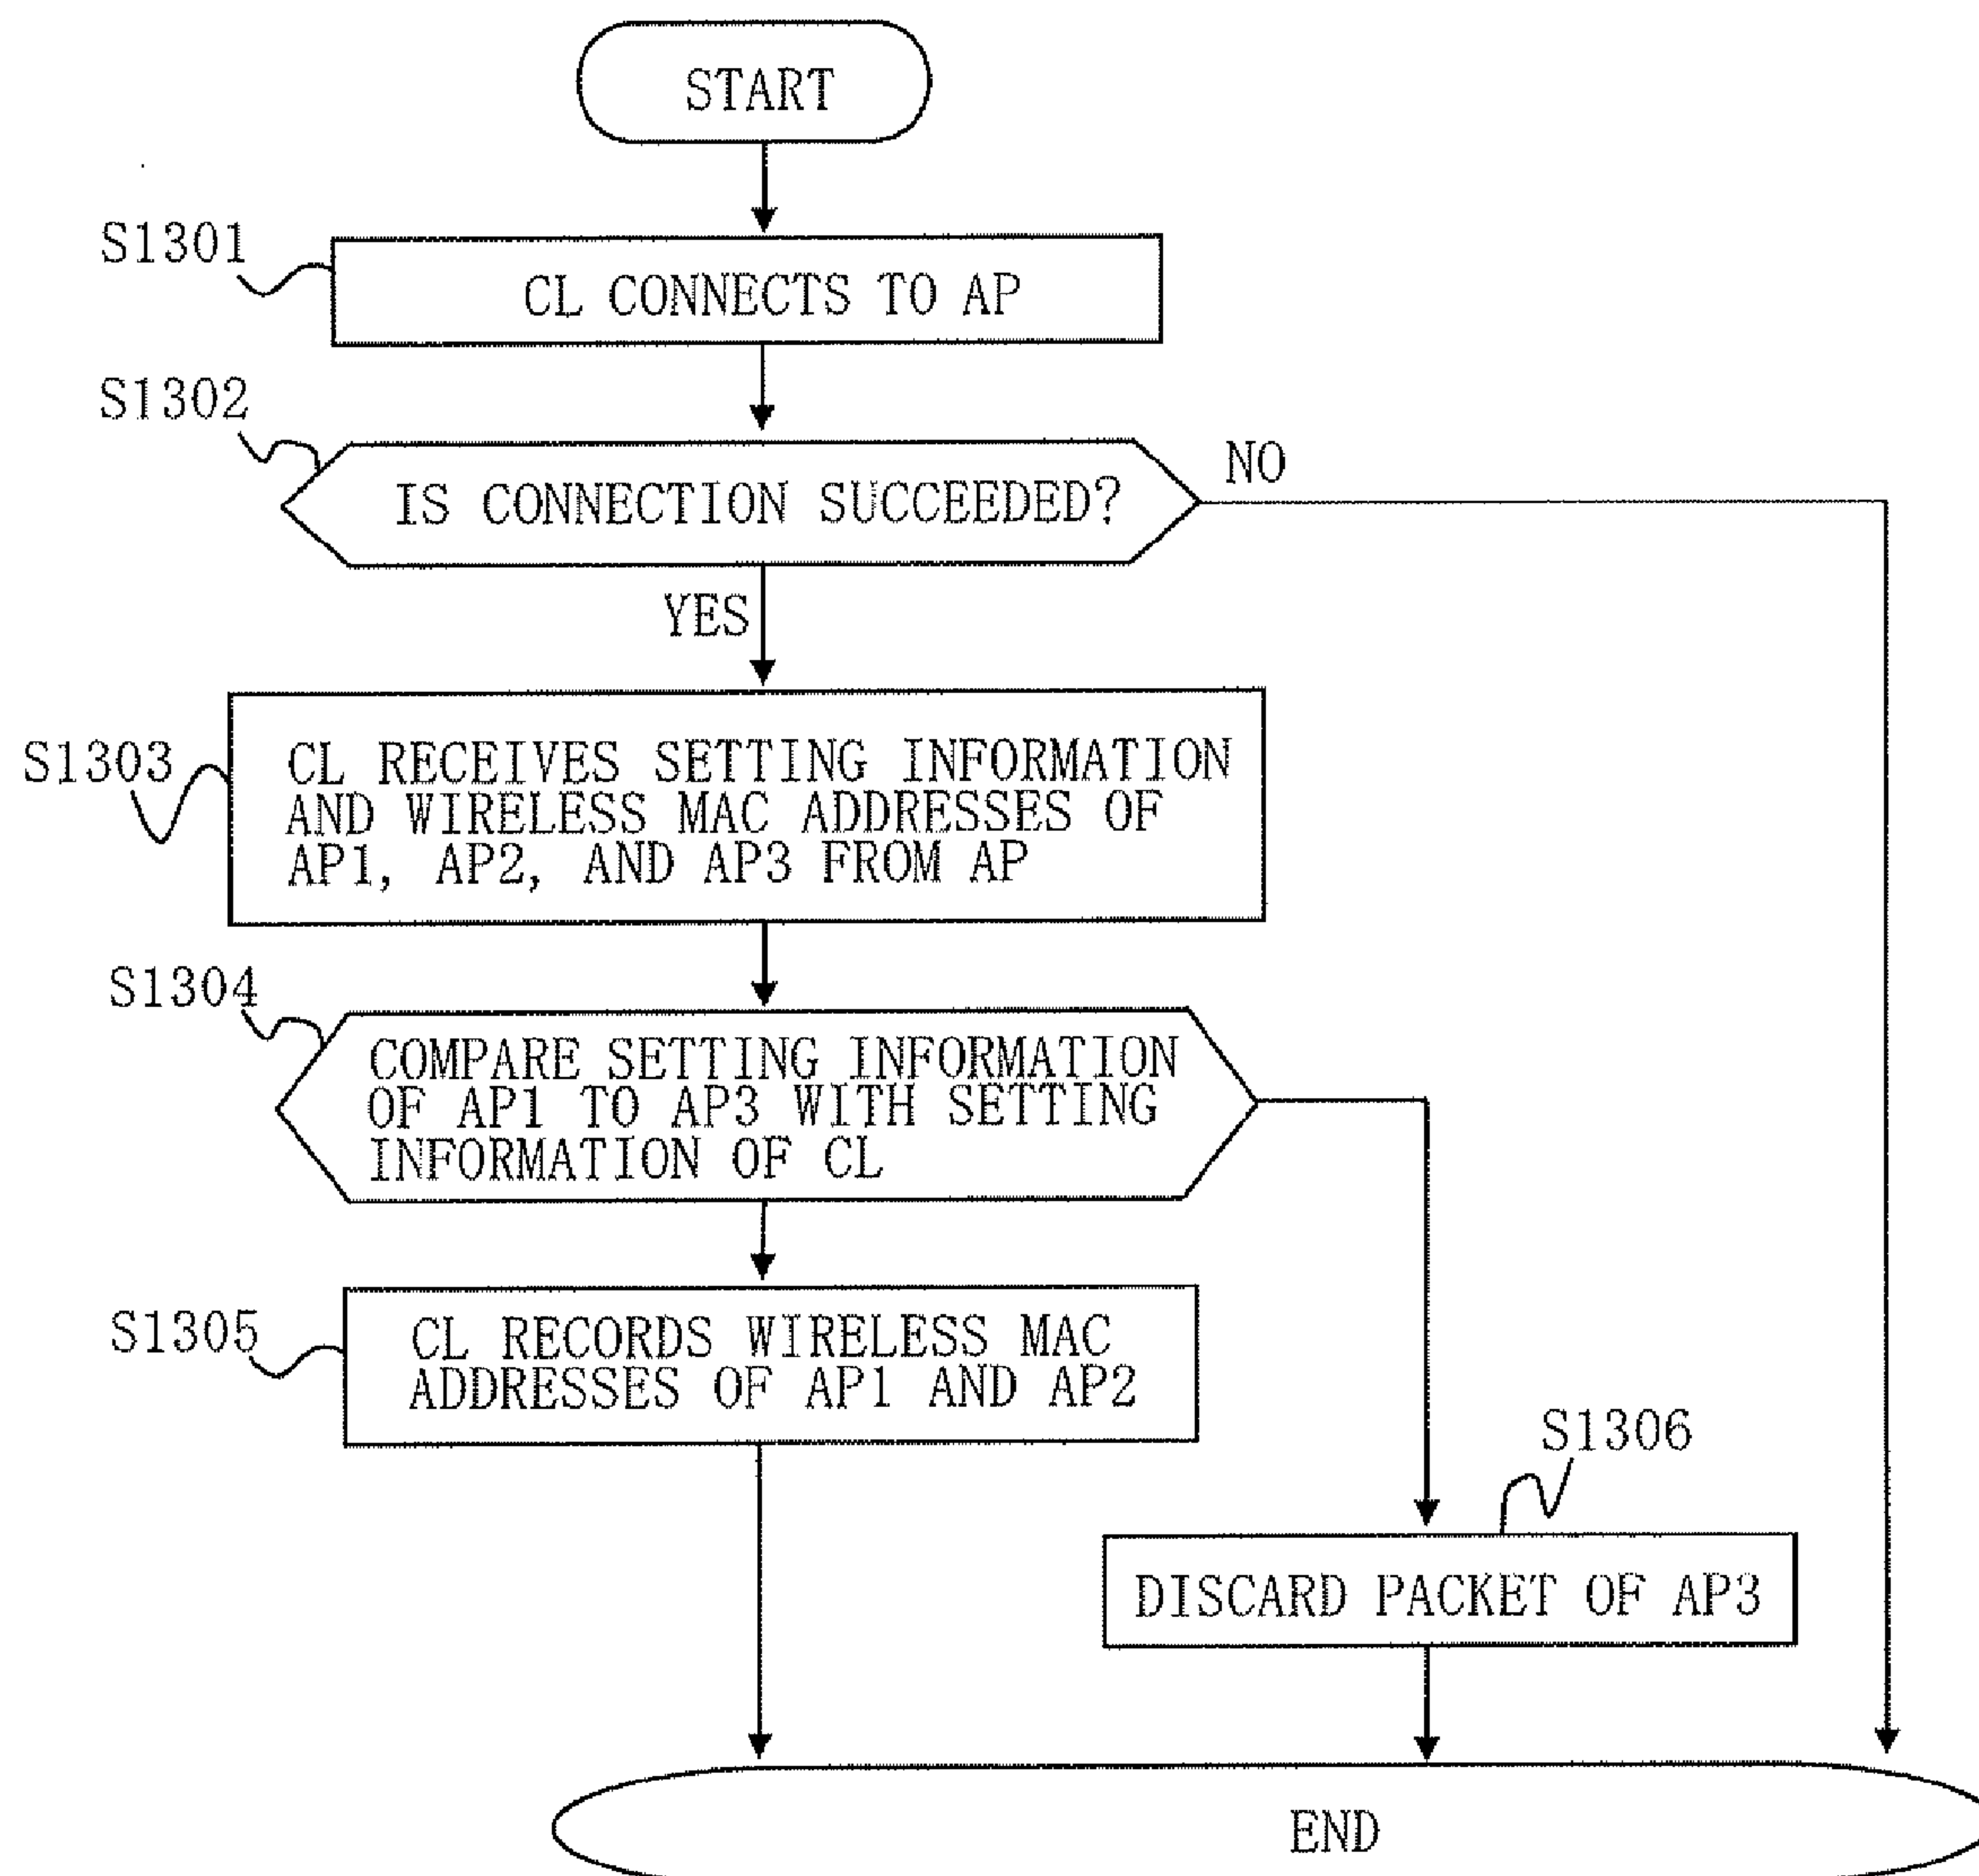 START
S1301
CL CONNECTS TO AP
S1302
IS CONNECTION SUCCEEDED?
NO
YES
S1303
CL RECEIVES SETTING INFORMATION
AND WIRELESS MAC ADDRESSES OF
AP1, AP2, AND AP3 FROM AP
S1304
COMPARE SETTING INFORMATION
OF AP1 TO AP3 WITH SETTING
INFORMATION OF CL
S1305
CL RECORDS WIRELESS MAC
ADDRESSES OF AP1 AND AP2
S1306
DISCARD PACKET OF AP3
END